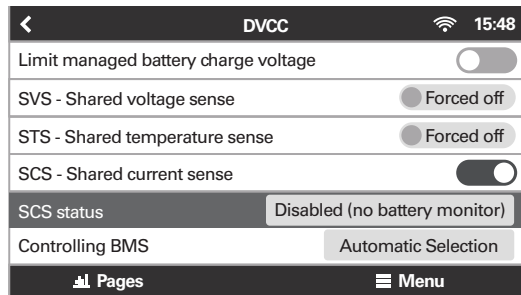 DVCC 15:48
Limit managed battery charge voltage
SVS - Shared voltage sense Forced off
STS - Shared temperature sense Forced off
SCS - Shared current sense
SCS status Disabled (no battery monitor)
Controlling BMS Automatic Selection
Pages Menu